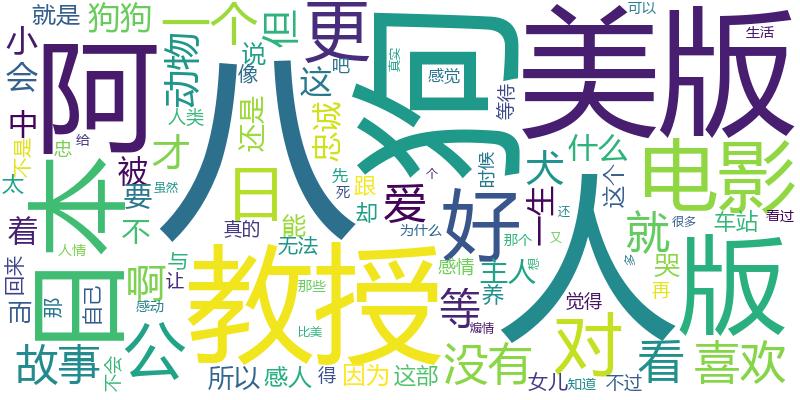 就是
狗狗
一个
但
更
狗
美版
可以
生活
小
会
阿
动物
说
像
这
吧
真实
感觉
等待
八
人类
还是
忠诚
中
不是
忠
给
被
才
电影
什么
犬
时候
这个
太
虽然
要
日
先
死
跟
爱
好
一生
人
还
个
本
着
不
真的
能
却
为什么
那个
又
就
很多
车站
看过
人情
回来
与
让
啊
无法
教授
感情
主人
想
多
哭
再
版
日
那
自己
感动
那些
等
养
觉得
而
公
比美
煽情
对
看
喜欢
故事
不会
所以
感人
得
因为
这部
没有
女儿
知道
不过